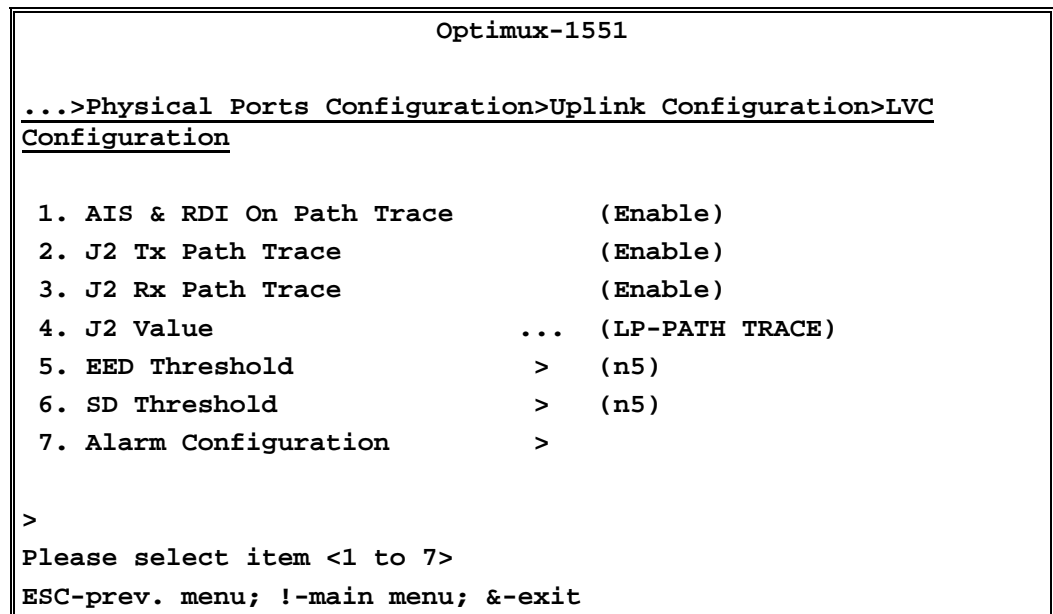 Optimux-1551
...>Physical Ports Configuration>Uplink Configuration>LVC
Configuration
1. AIS & RDI On Path Trace (Enable)
2. J2 Tx Path Trace (Enable)
3. J2 Rx Path Trace (Enable)
4. J2 Value ... (LP-PATH TRACE)
5. EED Threshold > (n5)
6. SD Threshold > (n5)
7. Alarm Configuration >
>
Please select item <1 to 7>
ESC-prev. menu; !-main menu; &-exit